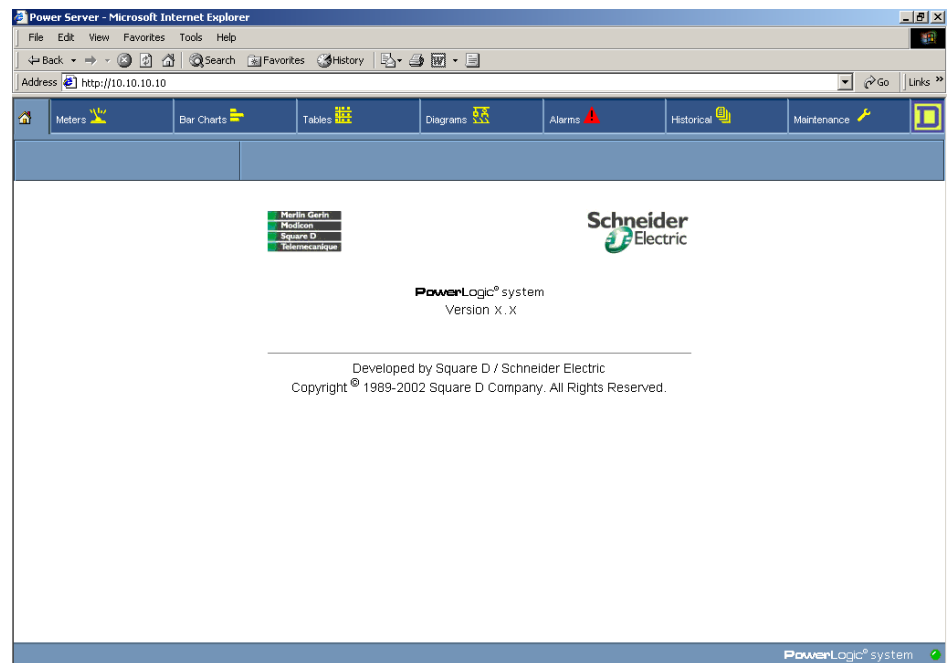 Power Server - Microsoft Internet Explorer
File Edit View Favorites Tools Help
Back Search Favorites History
Address http://10.10.10.10 Go Links »
Meters Bar Charts Tables Diagrams Alarms Historical Maintenance
Merlin Gerin
Modicon
Square D
Telemecanique
Schneider
Electric
PowerLogic® system
Version X.X
Developed by Square D / Schneider Electric
Copyright © 1989-2002 Square D Company. All Rights Reserved.
PowerLogic® system